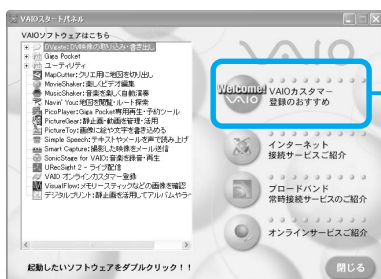 VAIOスタートパネル
VAIOソフトウェアはこちら
DVgate:DV映像の取り込み・書き出し
Giga Pocket
ユーティリティ
MapCutter:クリエ用に地図を切り出し
MovieShaker:楽しくビデオ編集
MusicShaker:音楽を楽しく自動演奏
Navin' You:地図を閲覧・ルート探索
PicoPlayer:Giga Pocket専用再生・予約ツール
PictureGear:静止画・動画を管理・活用
PictureToy:画像に絵や文字を書き込める
Simple Speech:テキストやメールを声で読み上げ
Smart Capture:撮影した映像をメール送信
SonicStage for VAIO:音楽を録音・再生
URecSight 2 - ライブ配信
VAIO オンラインカスタマー登録
VisualFlow:メモリースティックなどの画像を確認
デジタルプリント:静止画を活用してアルバムやラベ
起動したいソフトウェアをダブルクリック！！
VAIO
Welcome!
VAIO
VAIOカスタマー
登録のおすすめ
インターネット
接続サービスご紹介
ブロードバンド
常時接続サービスのご紹介
オンラインサービスご紹介
閉じる